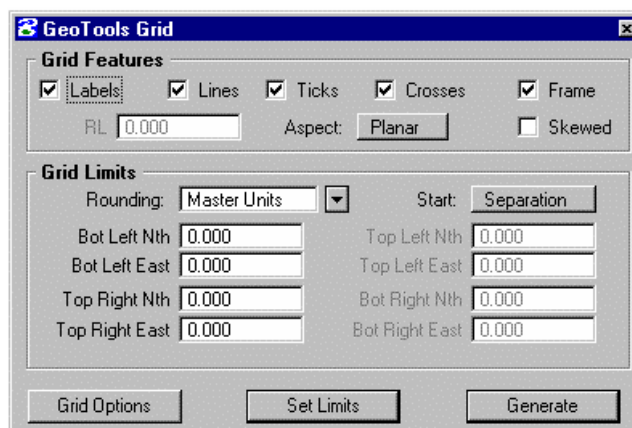 GeoTools Grid
Grid Features
Labels Lines Ticks Crosses Frame
RL 0.000 Aspect: Planar Skewed
Grid Limits
Rounding: Master Units Start: Separation
Bot Left Nth 0.000 Top Left Nth 0.000
Bot Left East 0.000 Top Left East 0.000
Top Right Nth 0.000 Bot Right Nth 0.000
Top Right East 0.000 Bot Right East 0.000
Grid Options Set Limits Generate